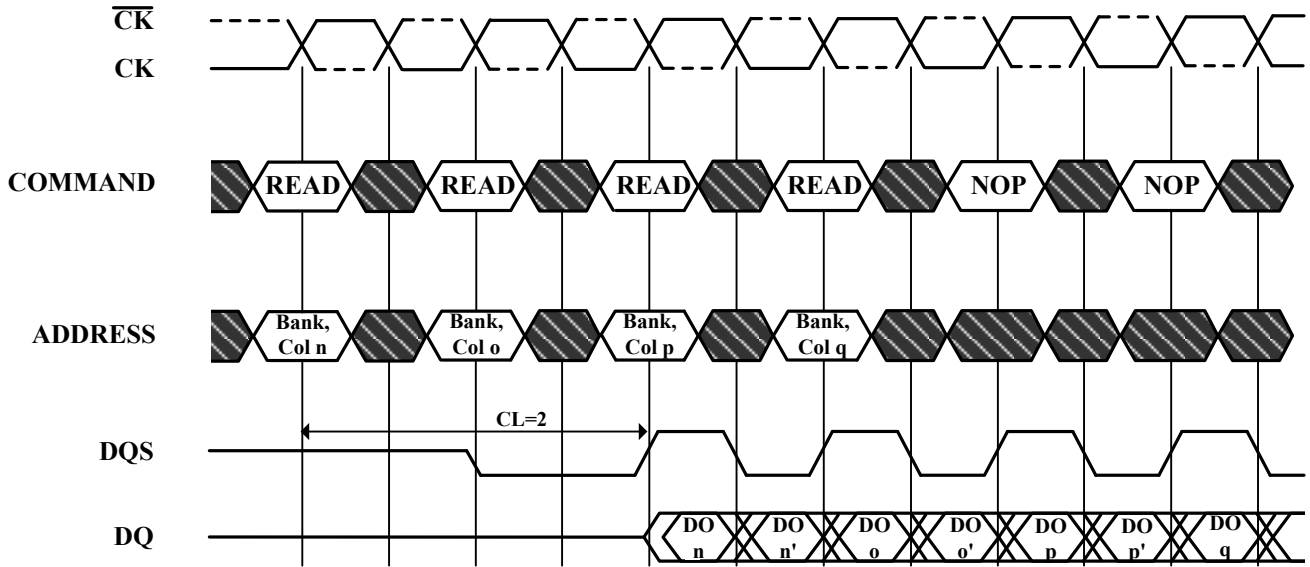 CK
CK
COMMAND READ READ READ READ NOP NOP
ADDRESS Bank, Col n Bank, Col o Bank, Col p Bank, Col q
CL=2
DQS
DQ DO n DO n' DO o DO o' DO p DO p' DO q